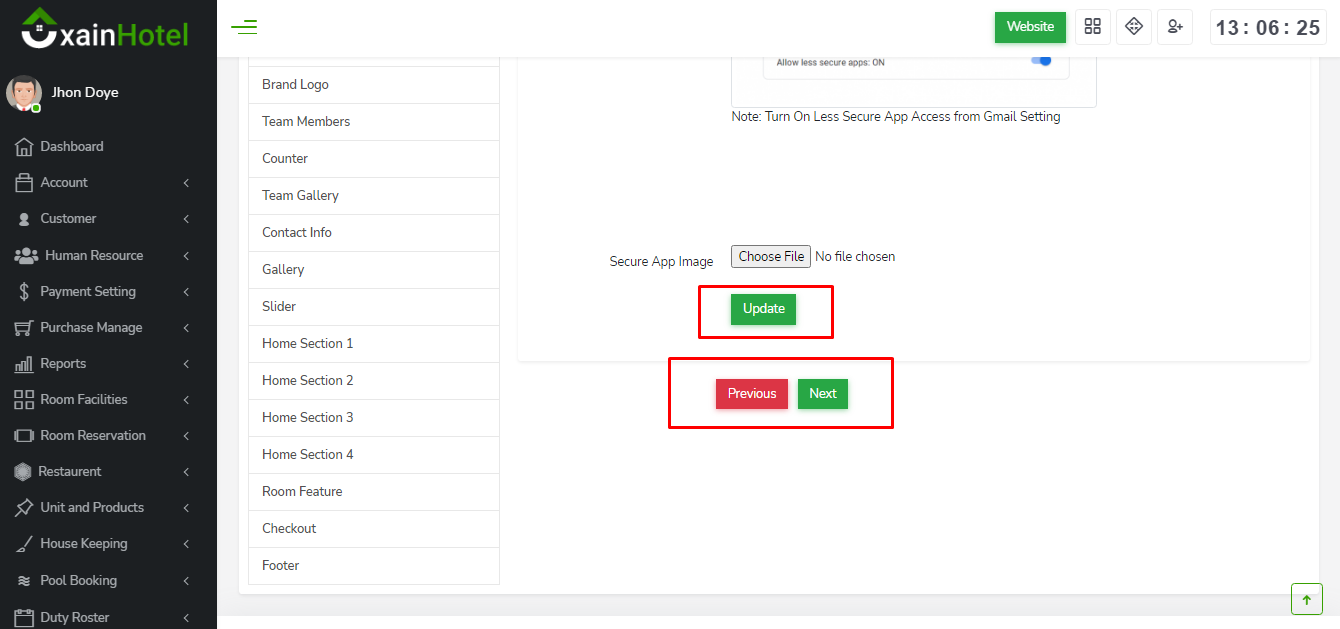 xainHotel
Website
13 : 06 : 25
Jhon Doye
Dashboard
Account
Customer
Human Resource
Payment Setting
Purchase Manage
Reports
Room Facilities
Room Reservation
Restaurent
Unit and Products
House Keeping
Pool Booking
Duty Roster
Brand Logo
Team Members
Counter
Team Gallery
Contact Info
Gallery
Slider
Home Section 1
Home Section 2
Home Section 3
Home Section 4
Room Feature
Checkout
Footer
Allow less secure apps: ON
Note: Turn On Less Secure App Access from Gmail Setting
Secure App Image Choose File No file chosen
Update
Previous Next